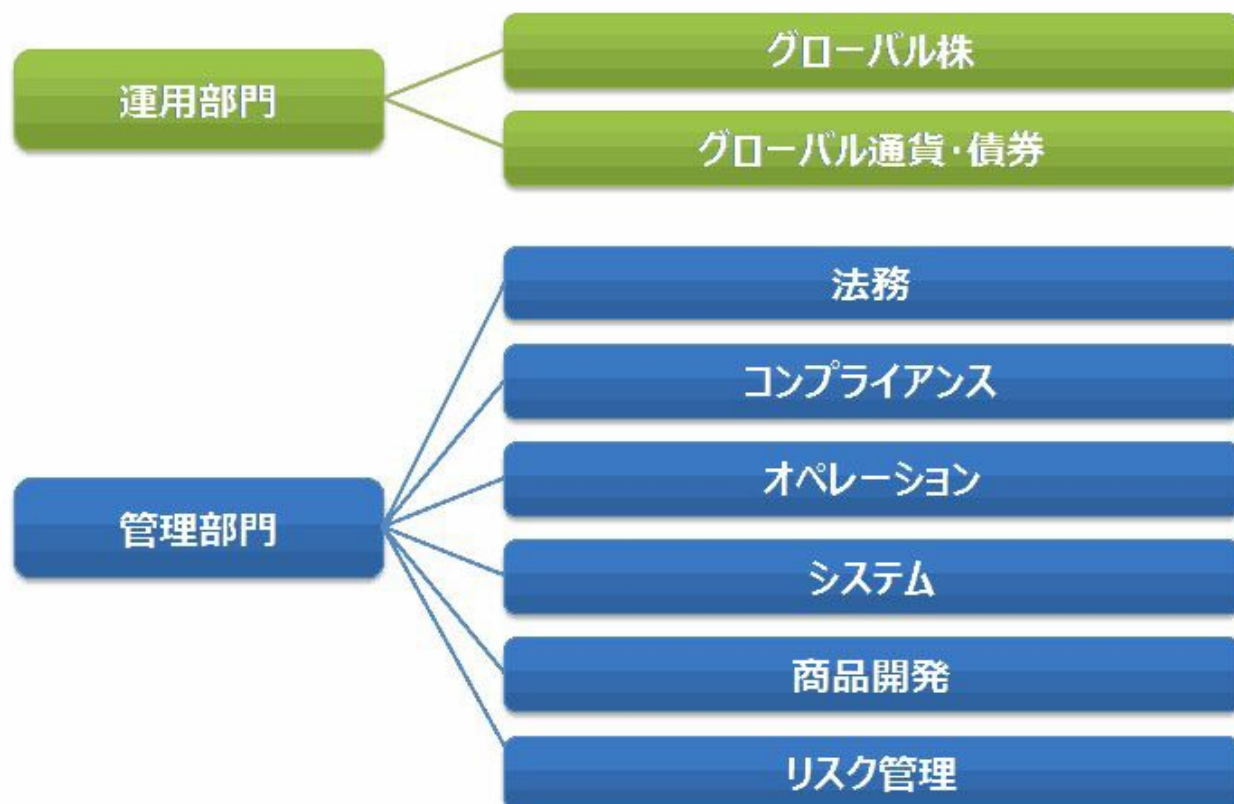 運用部門
グローバル株
グローバル通貨・債券
管理部門
法務
コンプライアンス
オペレーション
システム
商品開発
リスク管理